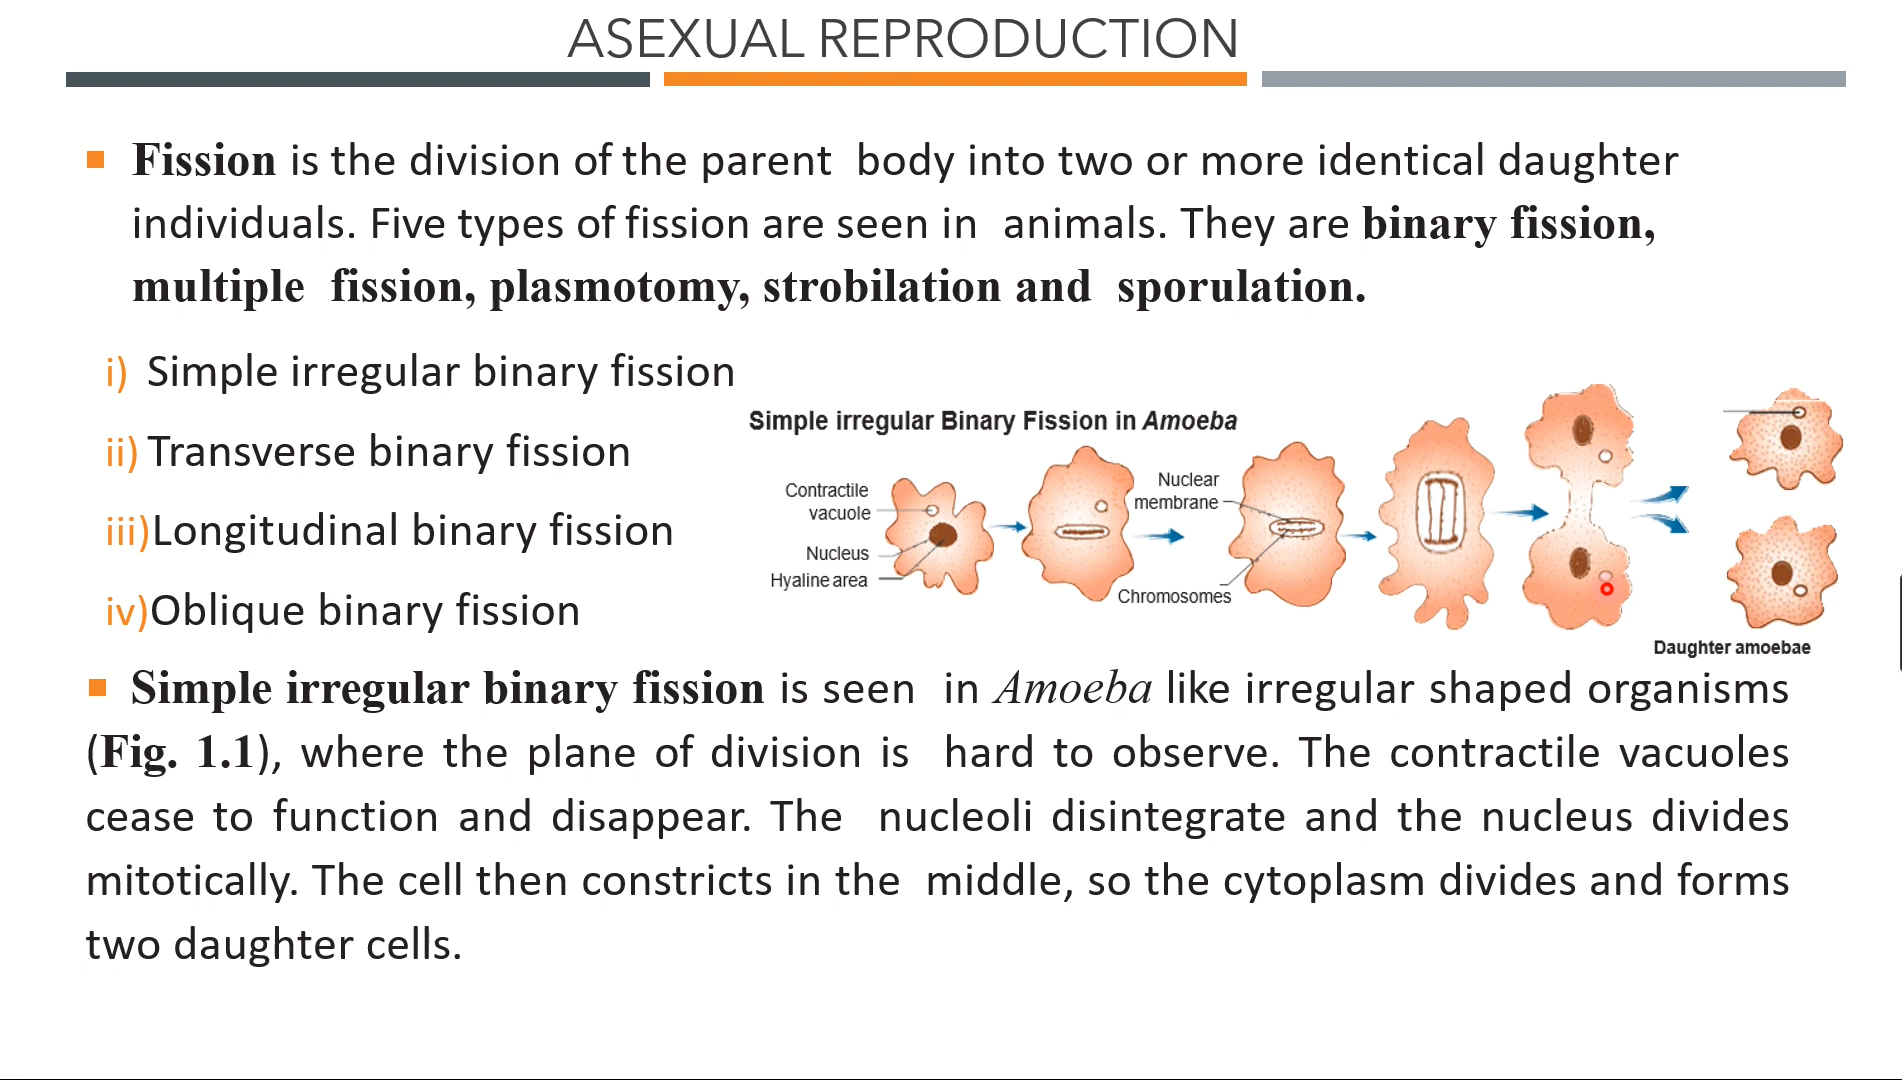 ASEXUAL REPRODUCTION
Fission is the division of the parent body into two or more identical daughter
individuals. Five types of fission are seen in animals. They are binary fission,
multiple fission, plasmotomy, strobilation and sporulation.
i) Simple irregular binary fission
ii) Transverse binary fission
iii)Longitudinal binary fission
iv)Oblique binary fission
Simple irregular Binary Fission in Amoeba
Contractile
vacuole
Nucleus
Hyaline area
Nuclear
membrane
Chromosomes
Daughter amoebae
Simple irregular binary fission is seen in Amoeba like irregular shaped organisms
(Fig. 1.1), where the plane of division is hard to observe. The contractile vacuoles
cease to function and disappear. The nucleoli disintegrate and the nucleus divides
mitotically. The cell then constricts in the middle, so the cytoplasm divides and forms
two daughter cells.